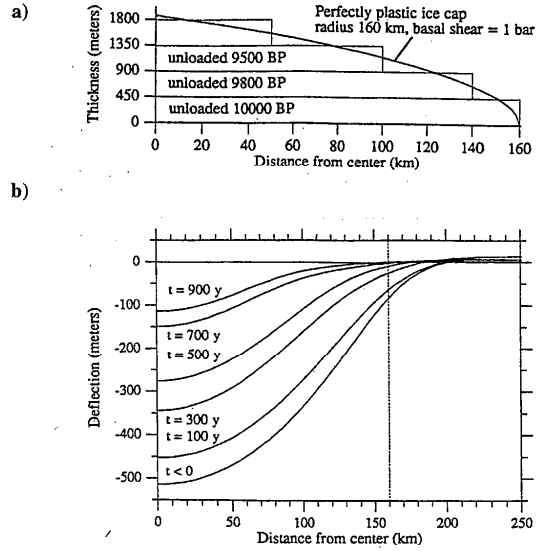 a)
Perfectly plastic ice cap
radius 160 km, basal shear = 1 bar
Thickness (meters)
1800
1350
900
450
0
unloaded 9500 BP
unloaded 9800 BP
unloaded 10000 BP
0 20 40 60 80 100 120 140 160
Distance from center (km)
b)
Deflection (meters)
0
-100
-200
-300
-400
-500
t = 900 y
t = 700 y
t = 500 y
t = 300 y
t = 100 y
t < 0
0 50 100 150 200 250
Distance from center (km)